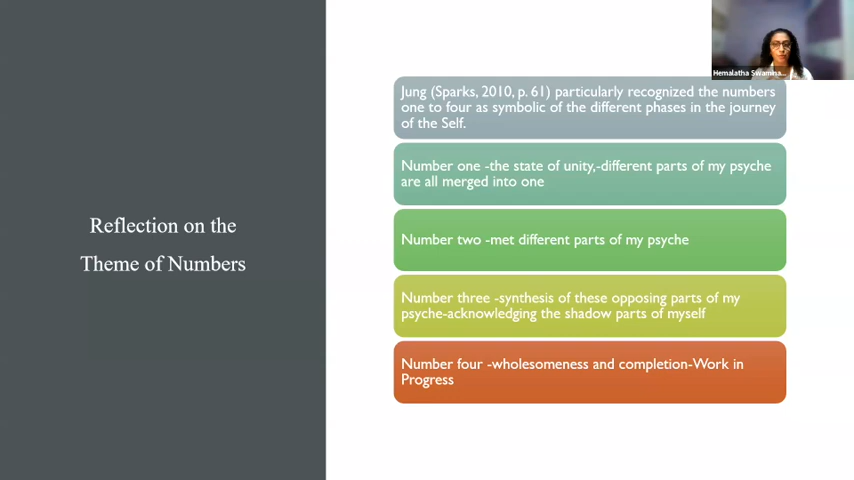 Hemalatha Swamina...
Jung (Sparks, 2010, p. 61) particularly recognized the numbers
one to four as symbolic of the different phases in the journey
of the Self.
Number one -the state of unity,-different parts of my psyche
are all merged into one
Reflection on the
Theme of Numbers
Number two -met different parts of my psyche
Number three -synthesis of these opposing parts of my
psyche-acknowledging the shadow parts of myself
Number four -wholesomeness and completion-Work in
Progress